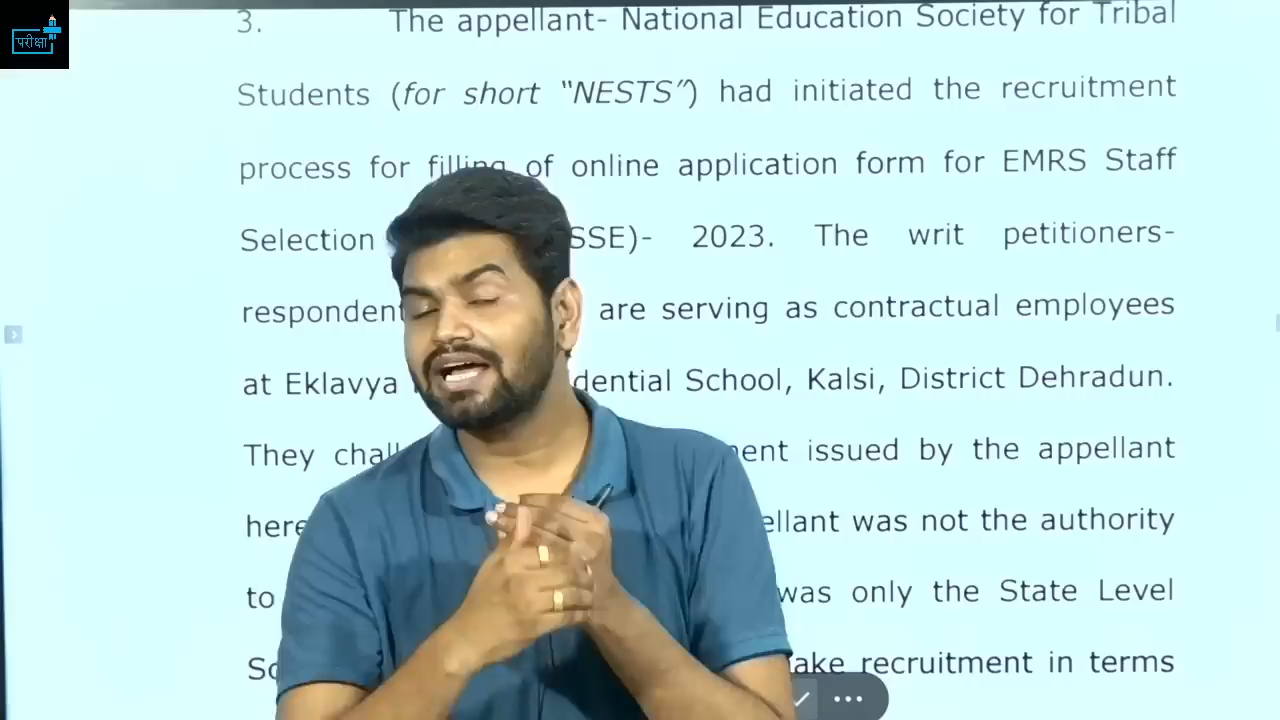 परीक्षा
3. The appellant- National Education Society for Tribal
Students (for short “NESTS”) had initiated the recruitment
process for filling of online application form for EMRS Staff
Selection SSE)- 2023. The writ petitioners-
respondent are serving as contractual employees
at Eklavya dential School, Kalsi, District Dehradun.
They chal ent issued by the appellant
here ellant was not the authority
to was only the State Level
So ake recruitment in terms